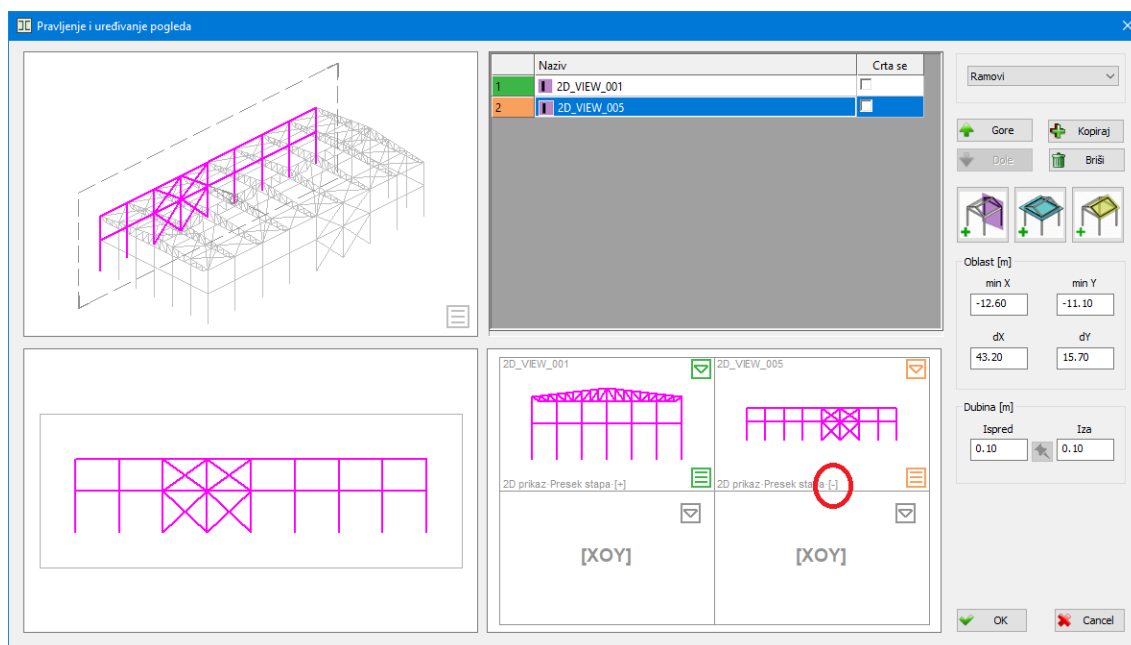 Pravljenje i uređivanje pogleda
Naziv Crta se
1 2D_VIEW_001
2 2D_VIEW_005
Ramovi
Gore Kopiraj
Dole Briši
Oblast [m]
min X min Y
-12.60 -11.10
dX dY
43.20 15.70
Dubina [m]
Ispred Iza
0.10 0.10
2D_VIEW_001 2D_VIEW_005
2D prikaz·Presek stapa·[+] 2D prikaz·Presek stapa·[-]
[XOY] [XOY]
OK Cancel